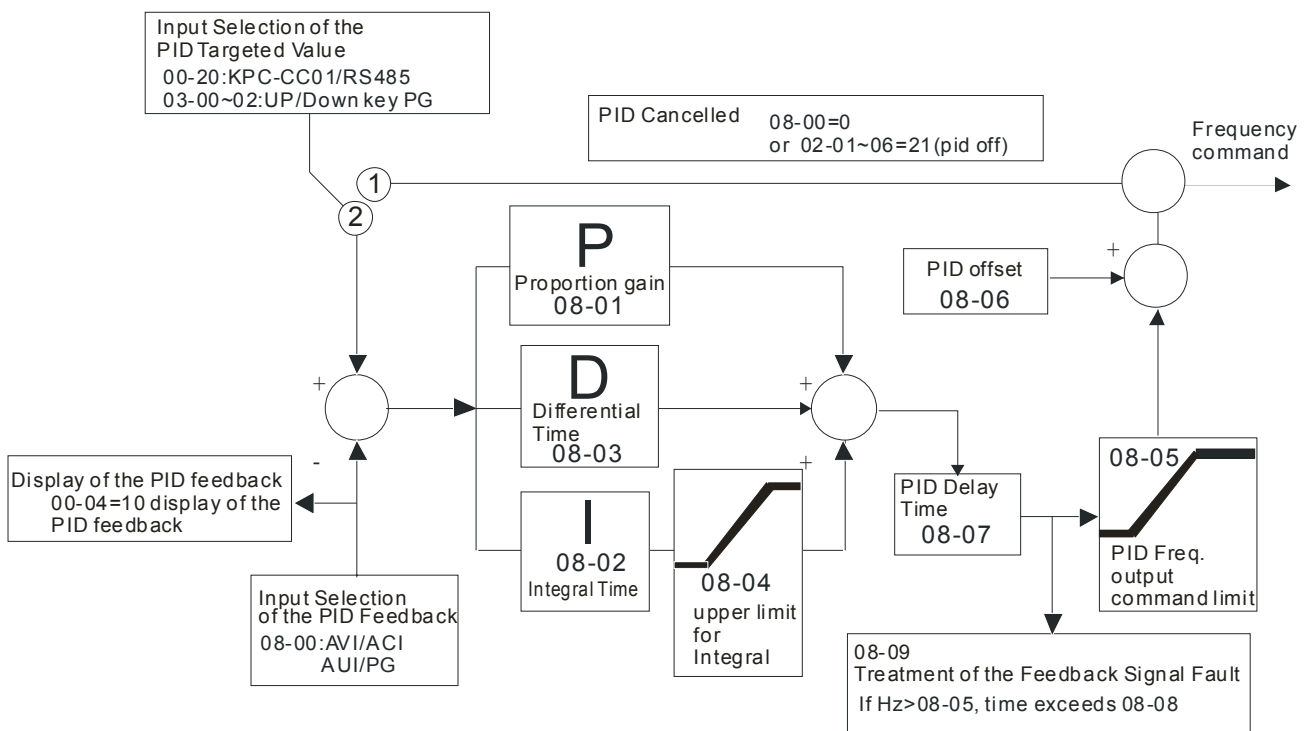 Input Selection of the
PID Targeted Value
00-20:KPC-CC01/RS485
03-00~02:UP/Down key PG
PID Cancelled
08-00=0
or 02-01~06=21(pid off)
Frequency
command
1
2
P
Proportion gain
08-01
PID offset
08-06
+
+
D
Differential
Time
08-03
+
+
-
Display of the PID feedback
00-04=10 display of the
PID feedback
I
08-02
Integral Time
08-04
upper limit
for
Integral
PID Delay
Time
08-07
08-05
PID Freq.
output
command limit
Input Selection
of the PID Feedback
08-00:AVI/ACI
AUI/PG
08-09
Treatment of the Feedback Signal Fault
If Hz>08-05, time exceeds 08-08